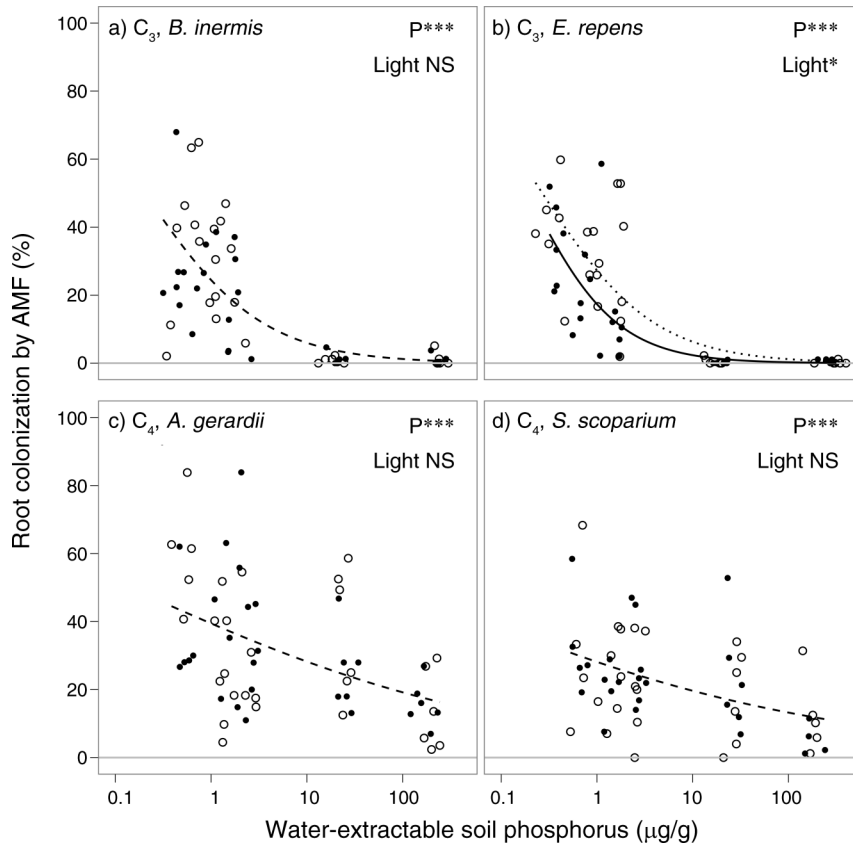 a) C3, B. inermis
P***
Light NS
b) C3, E. repens
P***
Light*
100
80
60
40
20
0
c) C4, A. gerardii
P***
Light NS
d) C4, S. scoparium
P***
Light NS
100
80
60
40
20
0
Root colonization by AMF (%)
0.1 1 10 100
0.1 1 10 100
Water-extractable soil phosphorus (μg/g)